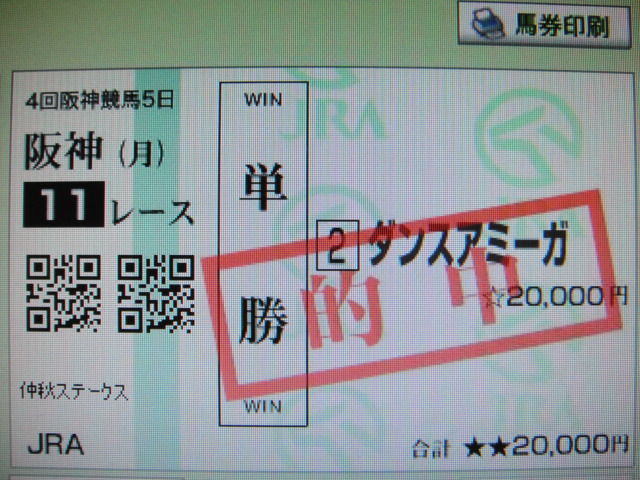 馬券印刷
4回阪神競馬5日
阪神(月)
11レース
WIN
単勝
WIN
2 ダンスアミーガ
☆20,000円
的中
JRA
仲秋ステークス
JRA
合計 ★★20,000円